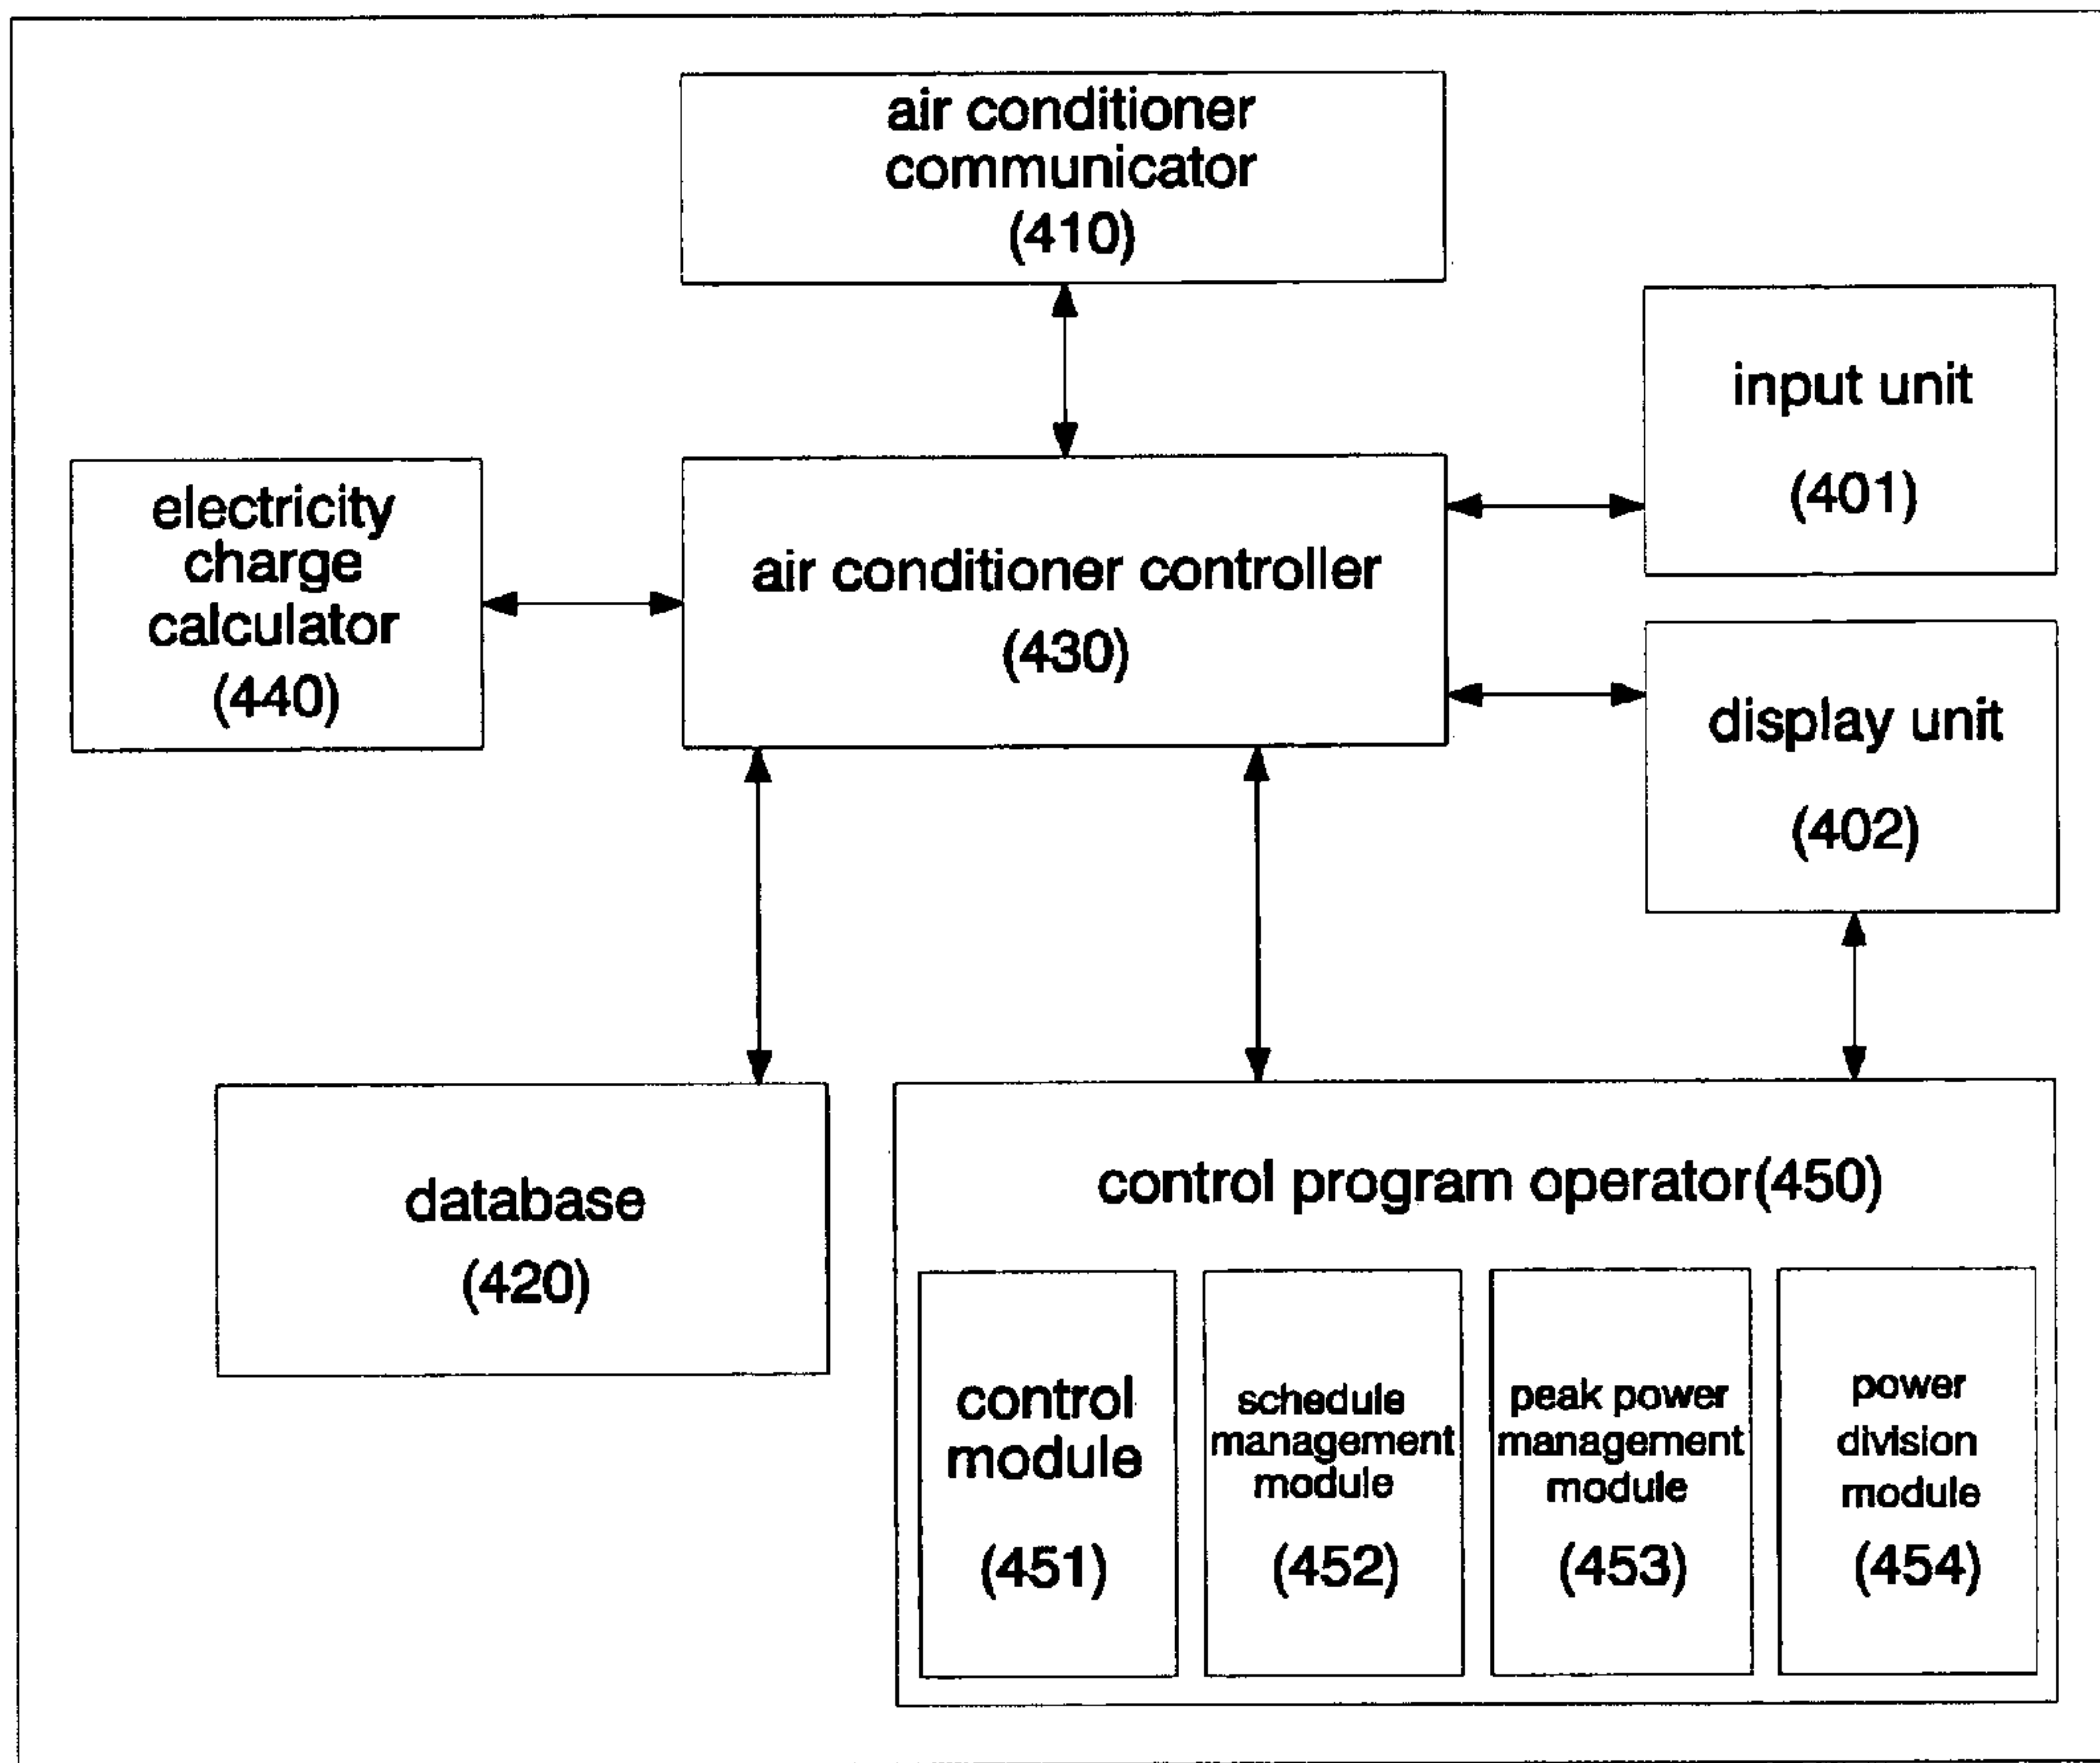 air conditioner
communicator
(410)
input unit
(401)
electricity
charge
calculator
(440)
air conditioner controller
(430)
display unit
(402)
database
(420)
control program operator(450)
control
module
(451)
schedule
management
module
(452)
peak power
management
module
(453)
power
division
module
(454)